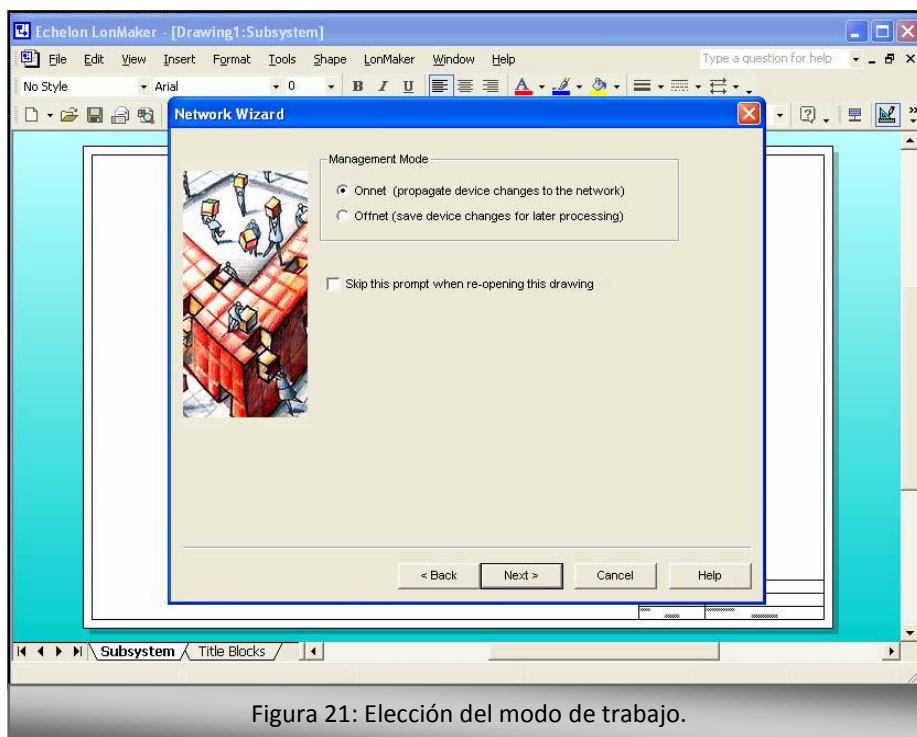 Echelon LonMaker - [Drawing1:Subsystem]
File Edit View Insert Format Tools Shape LonMaker Window Help Type a question for help
No Style Arial 0 B I U A
Network Wizard
Management Mode
Onnet (propagate device changes to the network)
Offnet (save device changes for later processing)
Skip this prompt when re-opening this drawing
< Back Next > Cancel Help
Subsystem Title Blocks
Figura 21: Elección del modo de trabajo.